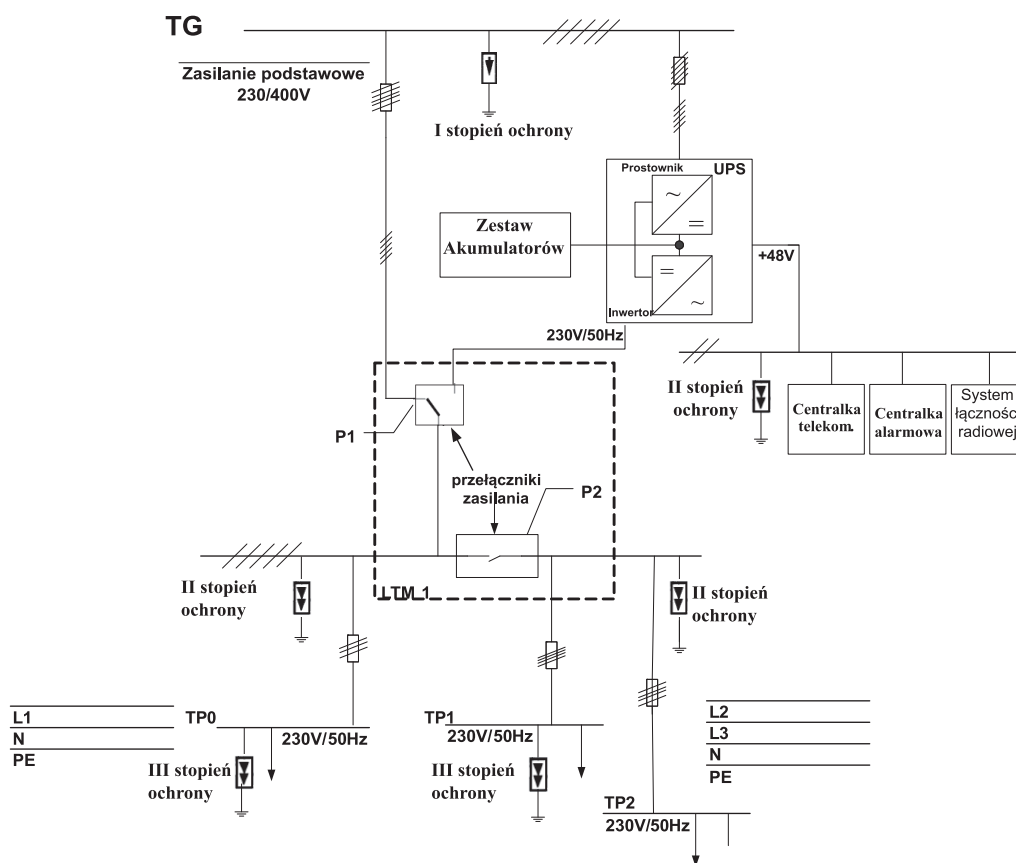 TG
Zasilanie podstawowe
230/400V
I stopień ochrony
Prostownik
UPS
Zestaw
Akumulatorów
+48V
Inwertor
230V/50Hz
II stopień
ochrony
Centralka
telekom.
Centralka
alarmowa
System
łącznośc
radiowej
P1
przełączniki
zasilania
P2
LTM 1
II stopień
ochrony
II stopień
ochrony
L1
N
PE
TP0
230V/50Hz
III stopień
ochrony
TP1
230V/50Hz
III stopień
ochrony
L2
L3
N
PE
TP2
230V/50Hz